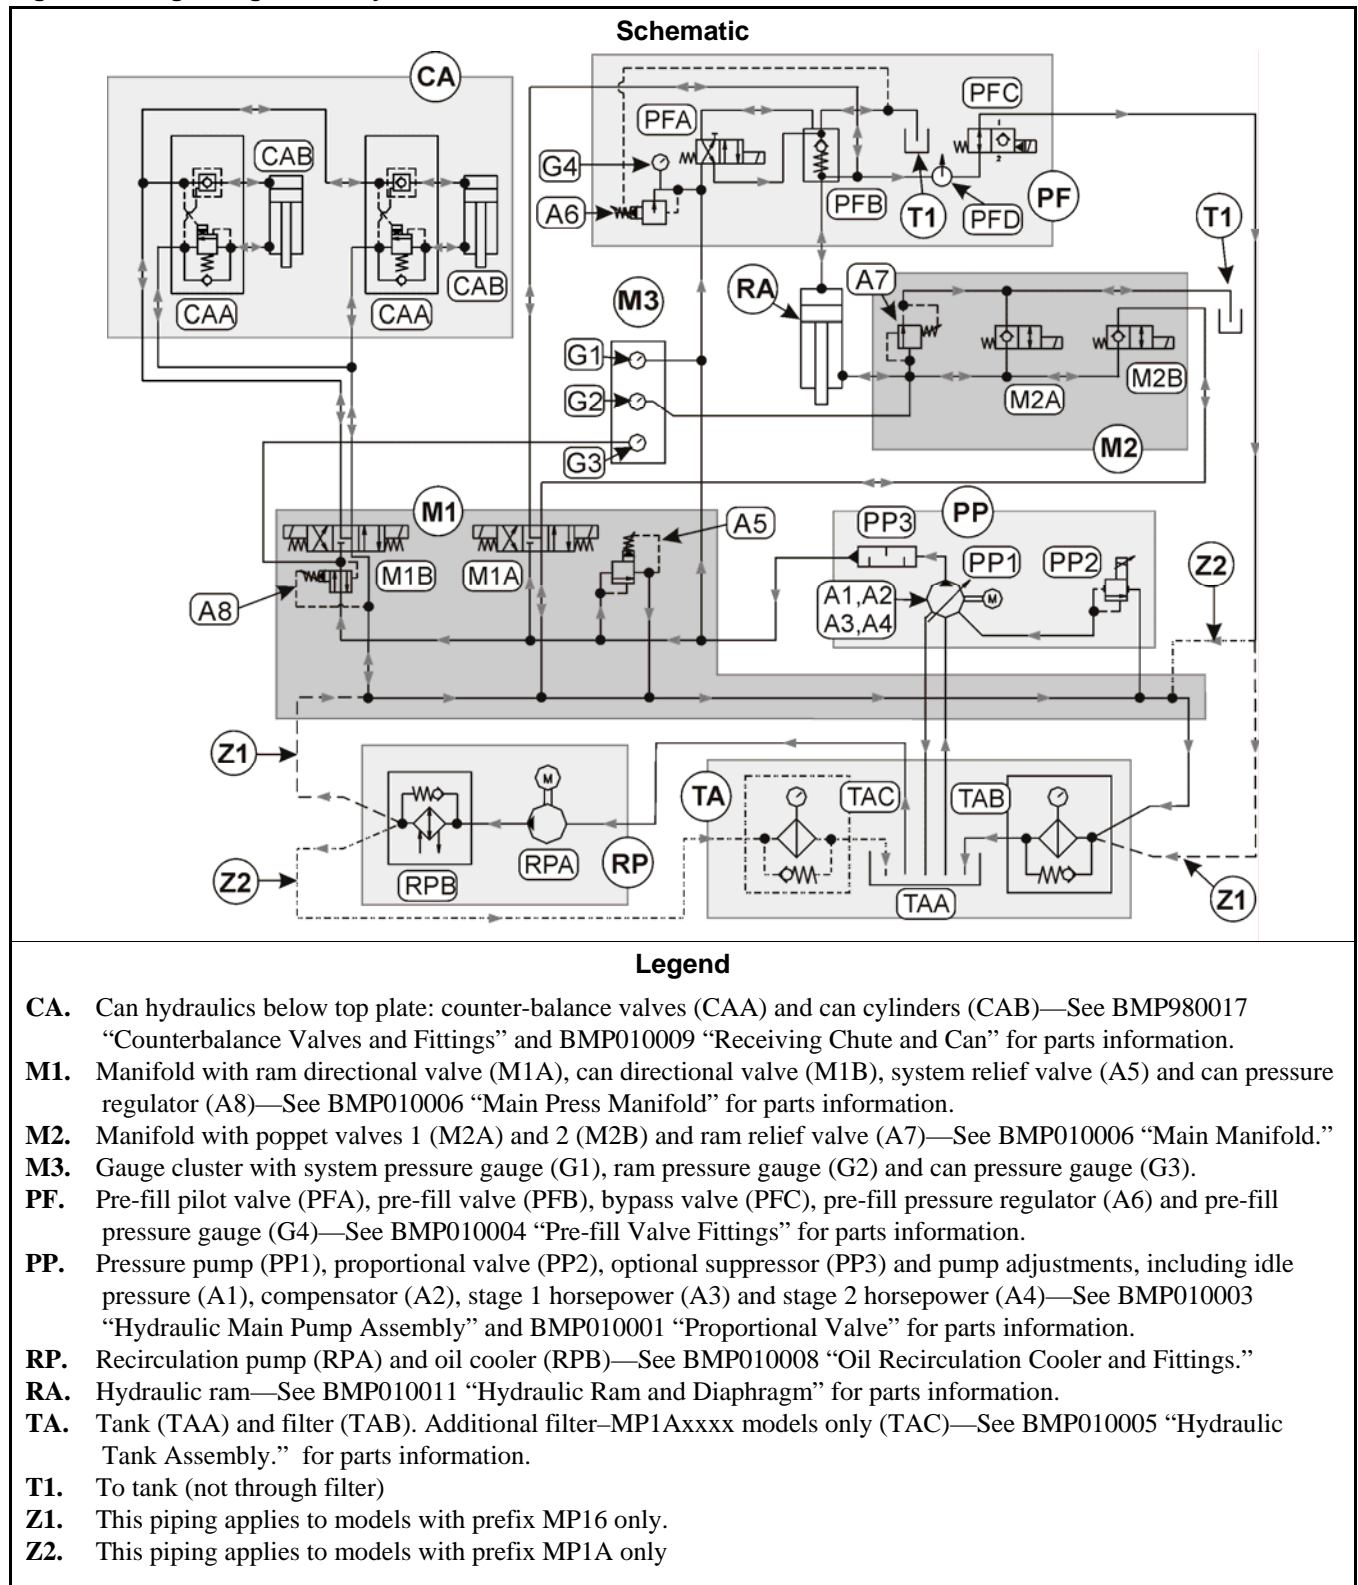 Schematic
CA
CAB
CAB
CAA
CAA
PFA
PFC
G4
A6
PFB
T1
PFD
PF
T1
M3
RA
A7
G1
G2
G3
M2A
M2B
M2
M1
A5
PP3
PP
PP1
PP2
M
A1,A2
A3,A4
Z2
M1B
M1A
A8
Z1
M
TA
TAC
TAB
RPA
RP
RPB
Z2
TAA
Z1
1
2
Legend
CA. Can hydraulics below top plate: counter-balance valves (CAA) and can cylinders (CAB)—See BMP980017
“Counterbalance Valves and Fittings” and BMP010009 “Receiving Chute and Can” for parts information.
M1. Manifold with ram directional valve (M1A), can directional valve (M1B), system relief valve (A5) and can pressure
regulator (A8)—See BMP010006 “Main Press Manifold” for parts information.
M2. Manifold with poppet valves 1 (M2A) and 2 (M2B) and ram relief valve (A7)—See BMP010006 “Main Manifold.”
M3. Gauge cluster with system pressure gauge (G1), ram pressure gauge (G2) and can pressure gauge (G3).
PF. Pre-fill pilot valve (PFA), pre-fill valve (PFB), bypass valve (PFC), pre-fill pressure regulator (A6) and pre-fill
pressure gauge (G4)—See BMP010004 “Pre-fill Valve Fittings” for parts information.
PP. Pressure pump (PP1), proportional valve (PP2), optional suppressor (PP3) and pump adjustments, including idle
pressure (A1), compensator (A2), stage 1 horsepower (A3) and stage 2 horsepower (A4)—See BMP010003
“Hydraulic Main Pump Assembly” and BMP010001 “Proportional Valve” for parts information.
RP. Recirculation pump (RPA) and oil cooler (RPB)—See BMP010008 “Oil Recirculation Cooler and Fittings.”
RA. Hydraulic ram—See BMP010011 “Hydraulic Ram and Diaphragm” for parts information.
TA. Tank (TAA) and filter (TAB). Additional filter–MP1Axxxx models only (TAC)—See BMP010005 “Hydraulic
Tank Assembly.” for parts information.
T1. To tank (not through filter)
Z1. This piping applies to models with prefix MP16 only.
Z2. This piping applies to models with prefix MP1A only